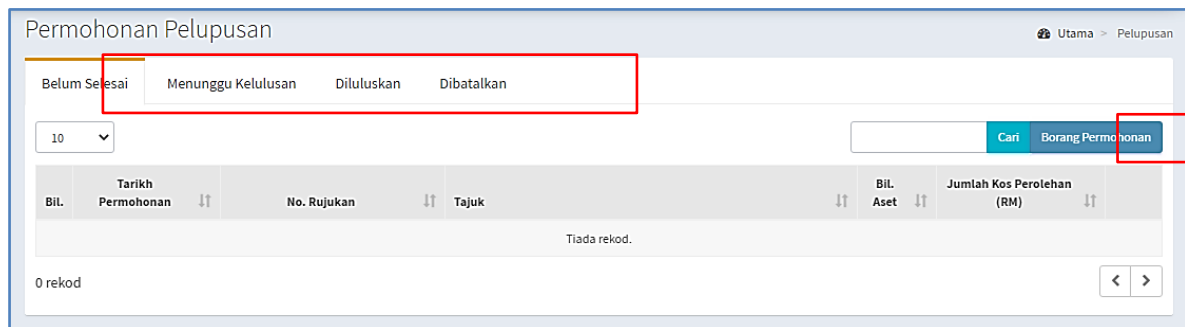 Permohonan Pelupusan
Utama > Pelupusan
Belum Selesai Menunggu Kelulusan Diluluskan Dibatalkan
10 Cari Borang Permohonan
Bil. Tarikh Permohonan No. Rujukan Tajuk Bil. Aset Jumlah Kos Perolehan (RM)
Tiada rekod.
0 rekod < >